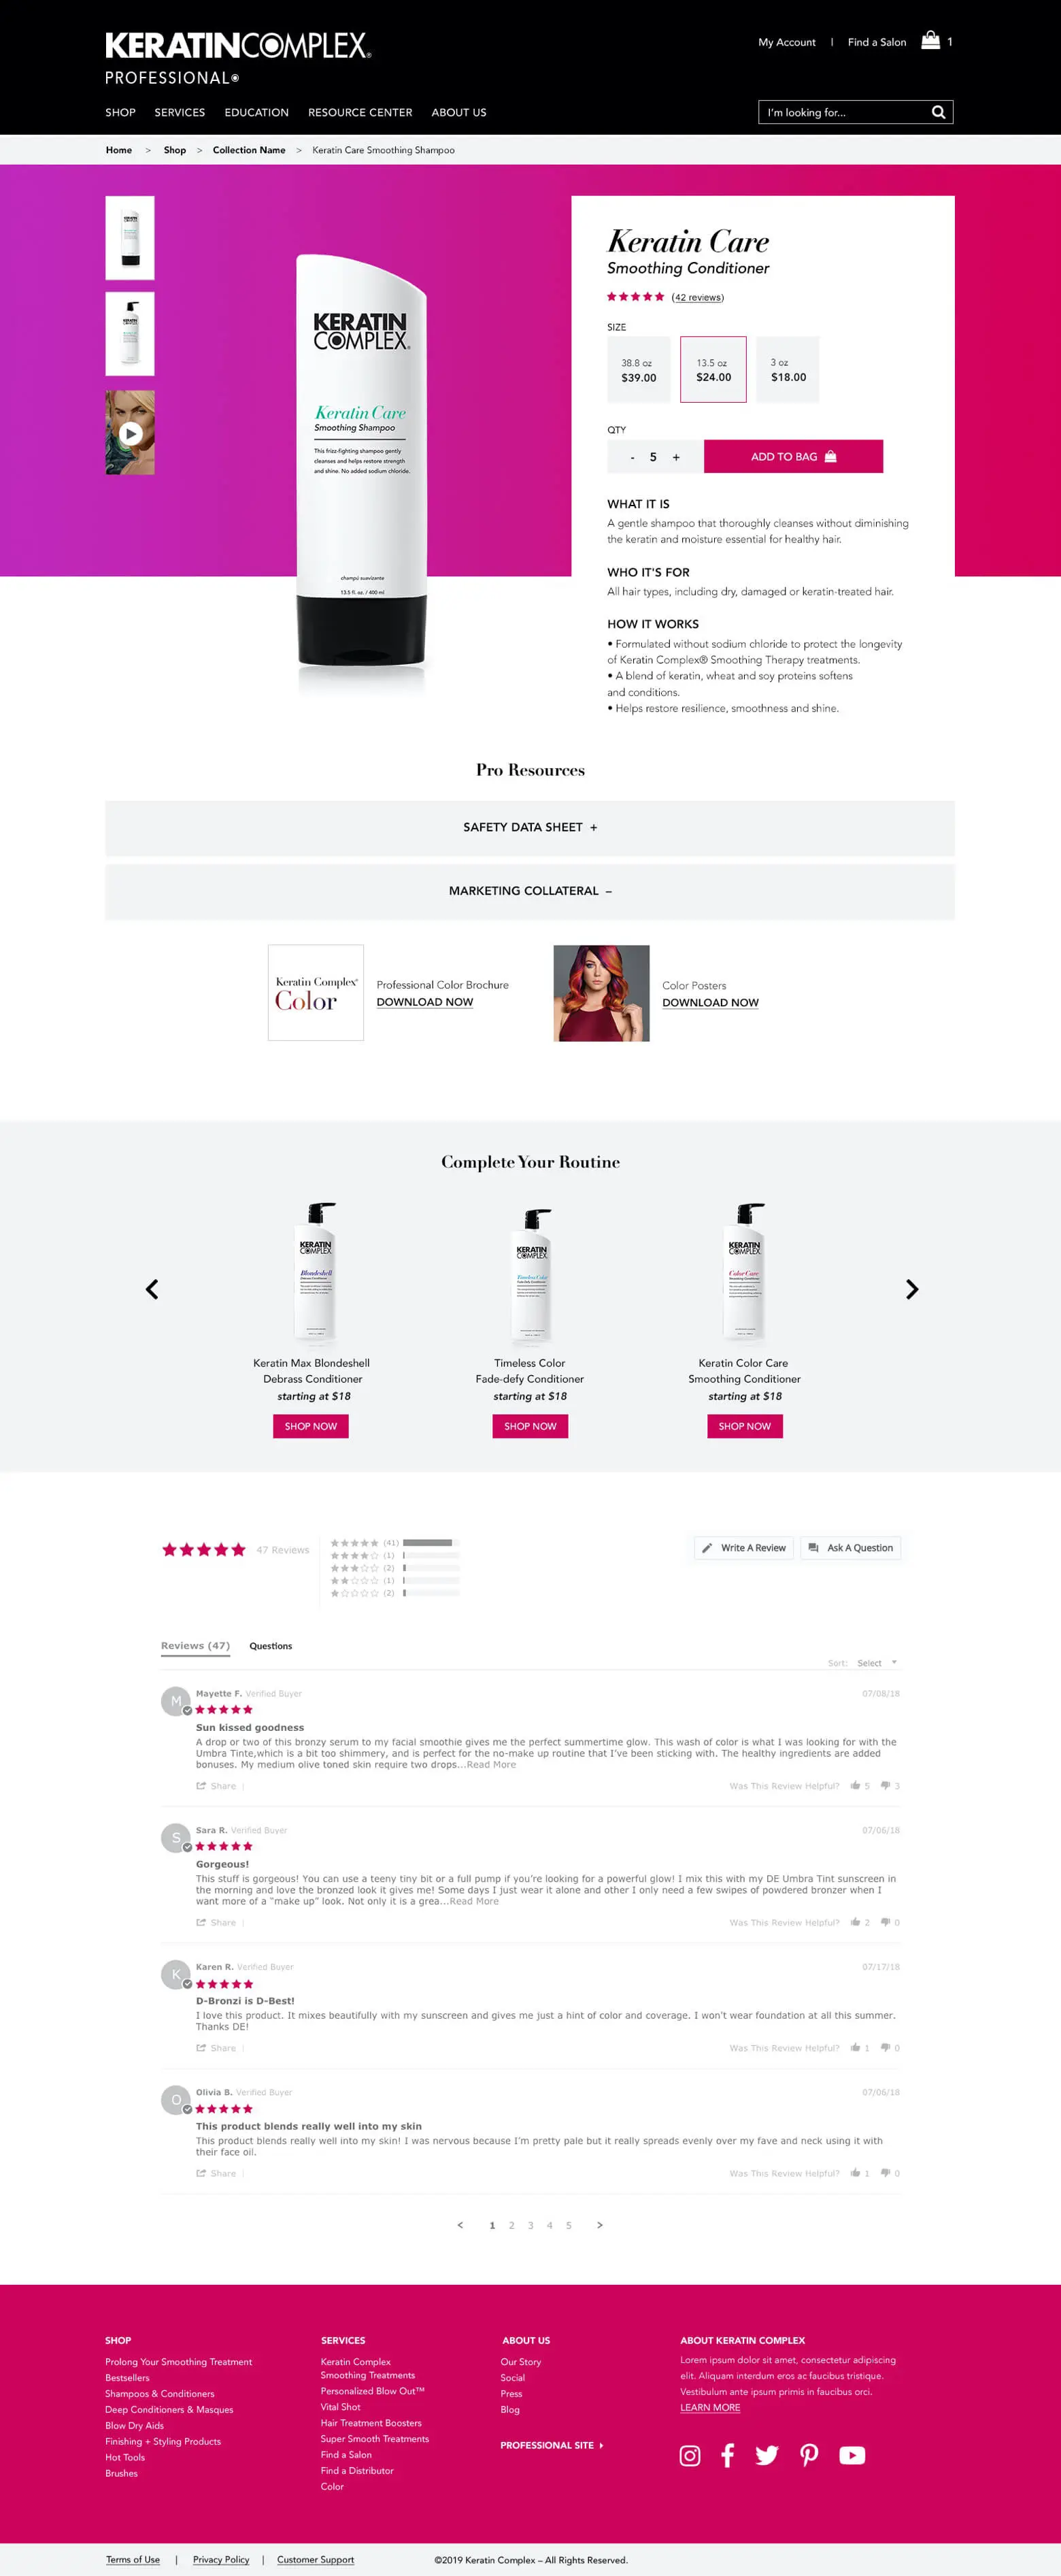 KERATINCOMPLEX®
PROFESSIONAL®
My Account | Find a Salon 1
SHOP SERVICES EDUCATION RESOURCE CENTER ABOUT US
I'm looking for...
Home > Shop > Collection Name > Keratin Care Smoothing Shampoo
KERATIN
COMPLEX®
Keratin Care
Smoothing Shampoo
This frizz-fighting shampoo gently
cleanses and helps restore strength
and shine. No added sodium chloride.
champú suavizante
13.5 fl. oz. / 400 ml
Keratin Care
Smoothing Conditioner
(42 reviews)
SIZE
38.8 oz 13.5 oz 3 oz
$39.00 $24.00 $18.00
QTY
- 5 + ADD TO BAG
WHAT IT IS
A gentle shampoo that thoroughly cleanses without diminishing
the keratin and moisture essential for healthy hair.
WHO IT'S FOR
All hair types, including dry, damaged or keratin-treated hair.
HOW IT WORKS
• Formulated without sodium chloride to protect the longevity
of Keratin Complex® Smoothing Therapy treatments.
• A blend of keratin, wheat and soy proteins softens
and conditions.
• Helps restore resilience, smoothness and shine.
Pro Resources
SAFETY DATA SHEET +
MARKETING COLLATERAL –
Keratin Complex®
Color
Professional Color Brochure
DOWNLOAD NOW
Color Posters
DOWNLOAD NOW
Complete Your Routine
KERATIN
COMPLEX
Blondeshell
KERATIN
COMPLEX
Timeless Color
KERATIN
COMPLEX
Color Care
Keratin Max Blondeshell
Debrass Conditioner
starting at $18
SHOP NOW
Timeless Color
Fade-defy Conditioner
starting at $18
SHOP NOW
Keratin Color Care
Smoothing Conditioner
starting at $18
SHOP NOW
47 Reviews
(41)
(1)
(2)
(1)
(2)
Write A Review
Ask A Question
Reviews (47) Questions
Sort: Select
M
Mayette F. Verified Buyer 07/08/18
Sun kissed goodness
A drop or two of this bronzy serum to my facial smoothie gives me the perfect summertime glow. This wash of color is what I was looking for with the
Umbra Tinte,which is a bit too shimmery, and is perfect for the no-make up routine that I've been sticking with. The healthy ingredients are added
bonuses. My medium olive toned skin require two drops...Read More
Share | Was This Review Helpful? 5 3
S
Sara R. Verified Buyer 07/06/18
Gorgeous!
This stuff is gorgeous! You can use a teeny tiny bit or a full pump if you're looking for a powerful glow! I mix this with my DE Umbra Tint sunscreen in
the morning and love the bronzed look it gives me! Some days I just wear it alone and other I only need a few swipes of powdered bronzer when I
want more of a "make up" look. Not only it is a grea...Read More
Share | Was This Review Helpful? 2 0
K
Karen R. Verified Buyer 07/17/18
D-Bronzi is D-Best!
I love this product. It mixes beautifully with my sunscreen and gives me just a hint of color and coverage. I won't wear foundation at all this summer.
Thanks DE!
Share | Was This Review Helpful? 1 0
O
Olivia B. Verified Buyer 07/06/18
This product blends really well into my skin
This product blends really well into my skin! I was nervous because I'm pretty pale but it really spreads evenly over my fave and neck using it with
their face oil.
Share | Was This Review Helpful? 1 0
< 1 2 3 4 5 >
SHOP
Prolong Your Smoothing Treatment
Bestsellers
Shampoos & Conditioners
Deep Conditioners & Masques
Blow Dry Aids
Finishing + Styling Products
Hot Tools
Brushes
SERVICES
Keratin Complex
Smoothing Treatments
Personalized Blow Out™
Vital Shot
Hair Treatment Boosters
Super Smooth Treatments
Find a Salon
Find a Distributor
Color
ABOUT US
Our Story
Social
Press
Blog
PROFESSIONAL SITE
ABOUT KERATIN COMPLEX
Lorem ipsum dolor sit amet, consectetur adipiscing
elit. Aliquam interdum eros ac faucibus tristique.
Vestibulum ante ipsum primis in faucibus orci.
LEARN MORE
Terms of Use | Privacy Policy | Customer Support ©2019 Keratin Complex – All Rights Reserved.